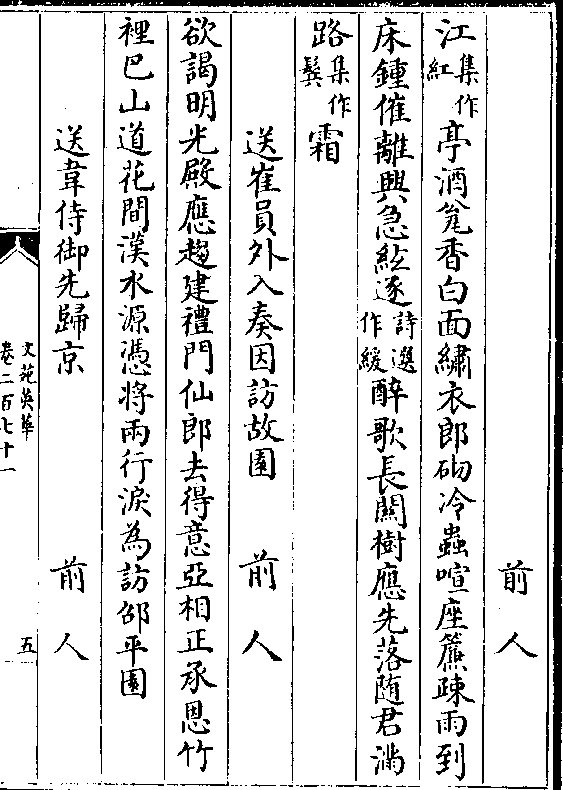 前人
江集作紅亭酒瓮香白面繡衣郎砌冷蟲喧座簾疎雨到
床鍾催離興急絃逐詩選作緩醉歌長關樹應先落随君滿
路集作鬂霜
送崔員外入奏因訪故園　前人
欲謁明光殿應趨建禮門仙郎去得意亞相正承恩竹
裡巴山道花間漢水源憑將兩行淚為訪邵平園
送韋侍御先歸京　前人
文苑英華
卷二百七十一
五